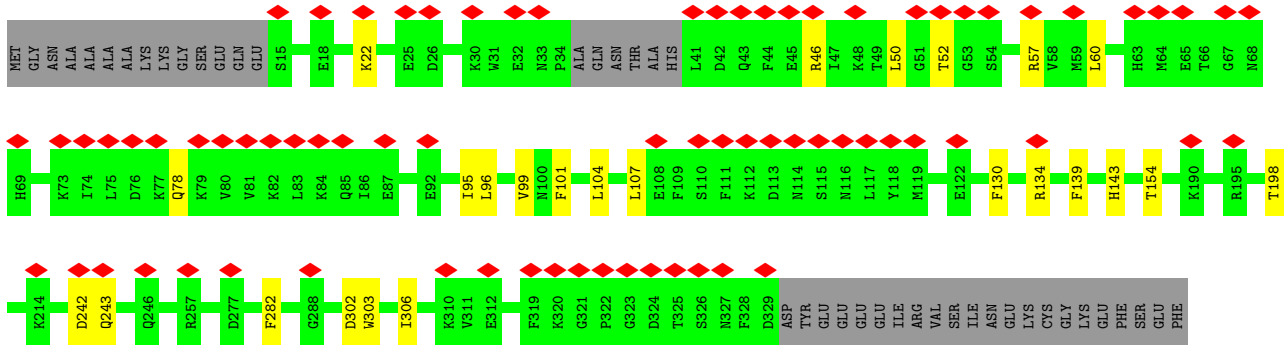 MET GLY ASN ALA ALA ALA ALA ALA LYS LYS GLY SER GLU GLN GLU S15 E18 K22 E25 D26 K30 W31 E32 N33 P34 ALA GLN ASN THR ALA HIS L41 D42 Q43 F44 E45 R46 I47 K48 T49 L50 G51 T52 G53 S54 R57 V58 M59 L60 H63 M64 E65 T66 G67 N68
H69 K73 I74 L75 D76 K77 Q78 K79 V80 V81 K82 L83 K84 Q85 I86 E87 E92 I95 L96 V99 N100 F101 L104 L107 E108 F109 S110 F111 K112 D113 N114 S115 N116 L117 Y118 M119 E122 F130 R134 F139 H143 T154 K190 R195 T198
K214 D242 Q243 Q246 R257 D277 F282 G288 D302 W303 I306 K310 V311 E312 F319 K320 G321 P322 G323 D324 T325 S326 N327 F328 D329 ASP TYR GLU GLU GLU GLU ILE ARG VAL SER ILE ASN GLU LYS CYS GLY LYS GLU PHE SER GLU PHE